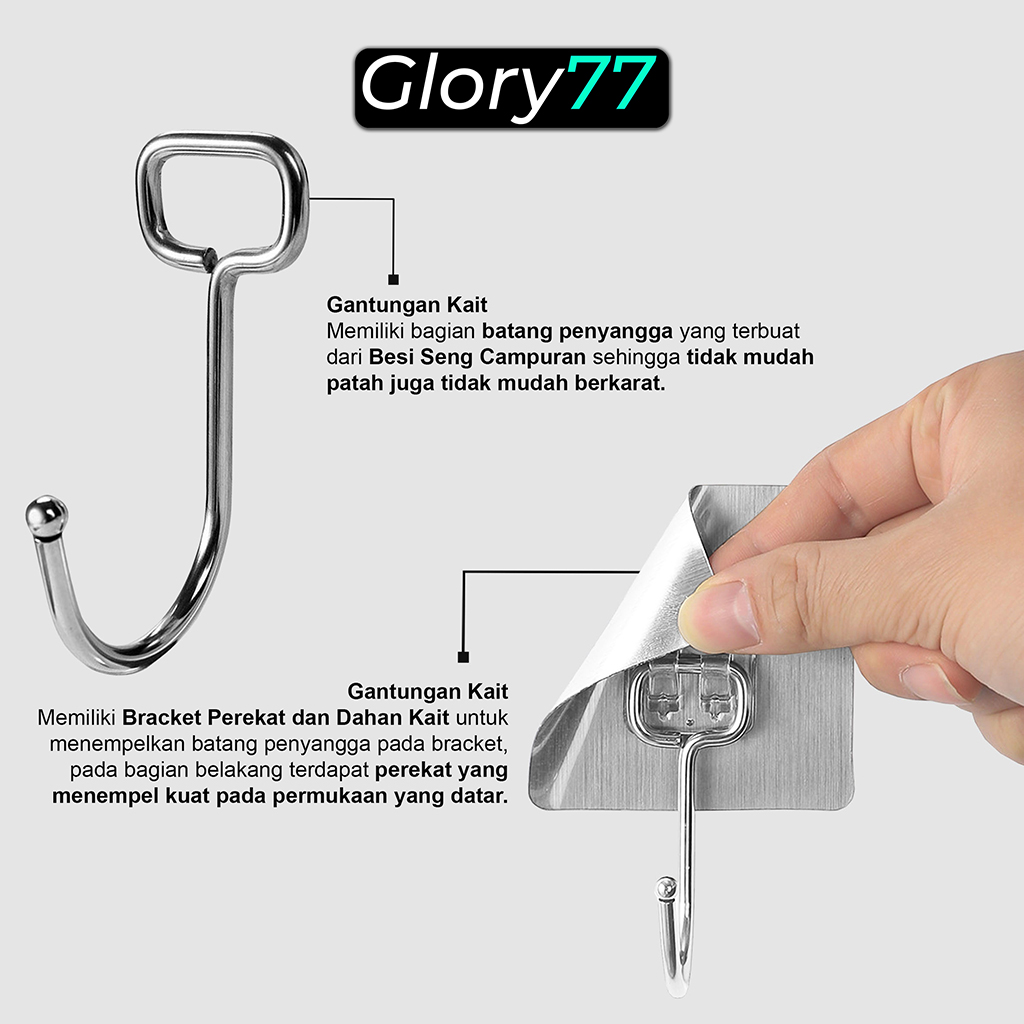 Glory77
Gantungan Kait
Memiliki bagian batang penyangga yang terbuat
dari Besi Seng Campuran sehingga tidak mudah
patah juga tidak mudah berkarat.
Gantungan Kait
Memiliki Bracket Perekat dan Dahan Kait untuk
menempelkan batang penyangga pada bracket,
pada bagian belakang terdapat perekat yang
menempel kuat pada permukaan yang datar.